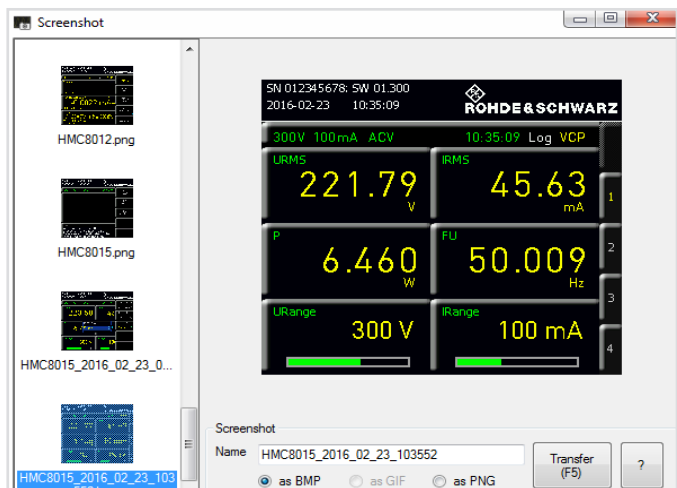 Screenshot
HMC8012.png
HMC8015.png
HMC8015_2016_02_23_0...
HMC8015_2016_02_23_103
SN 012345678: SW 01.300
2016-02-23 10:35:09
ROHDE&SCHWARZ
300V 100mA ACV 10:35:09 Log VCP
URMS
221.79
V
IRMS
45.63
mA
P
6.460
W
FU
50.009
Hz
URange
300 V
IRange
100 mA
1
2
3
4
Screenshot
Name HMC8015_2016_02_23_103552
as BMP as GIF as PNG
Transfer
(F5)
?